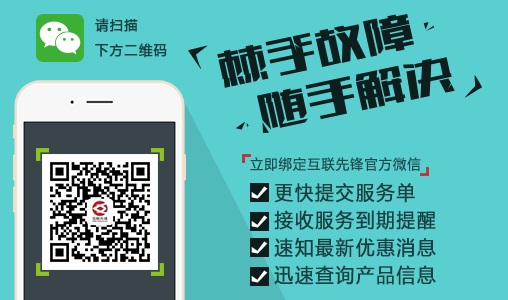 请扫描
下方二维码
棘手故障
随手解决
立即绑定互联先锋官方微信
更快提交服务单
接收服务到期提醒
速知最新优惠消息
迅速查询产品信息